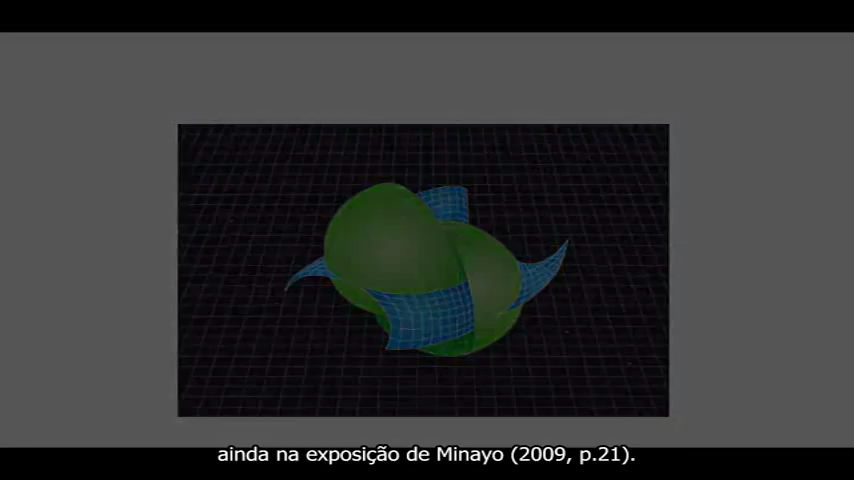 ainda na exposição de Minayo (2009, p.21).